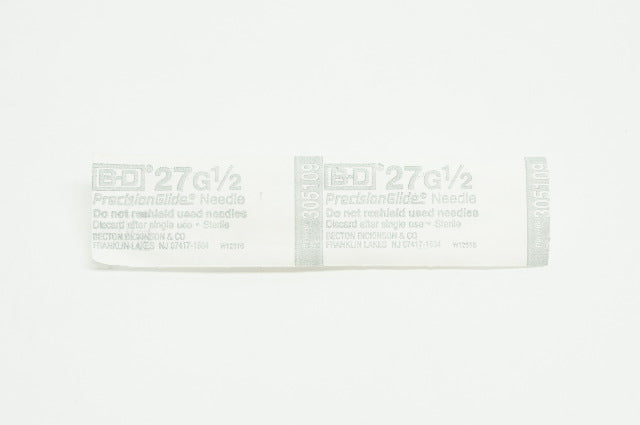 B-D® 27G1/2
PrecisionGlide® Needle
Do not reshield used needles
Discard after single use • Sterile
BECTON DICKINSON & CO
FRANKLIN LAKES NJ 07417-1884
305109
B-D® 27G1/2
PrecisionGlide® Needle
Do not reshield used needles
Discard after single use • Sterile
BECTON DICKINSON & CO
FRANKLIN LAKES NJ 07417-1884
305109